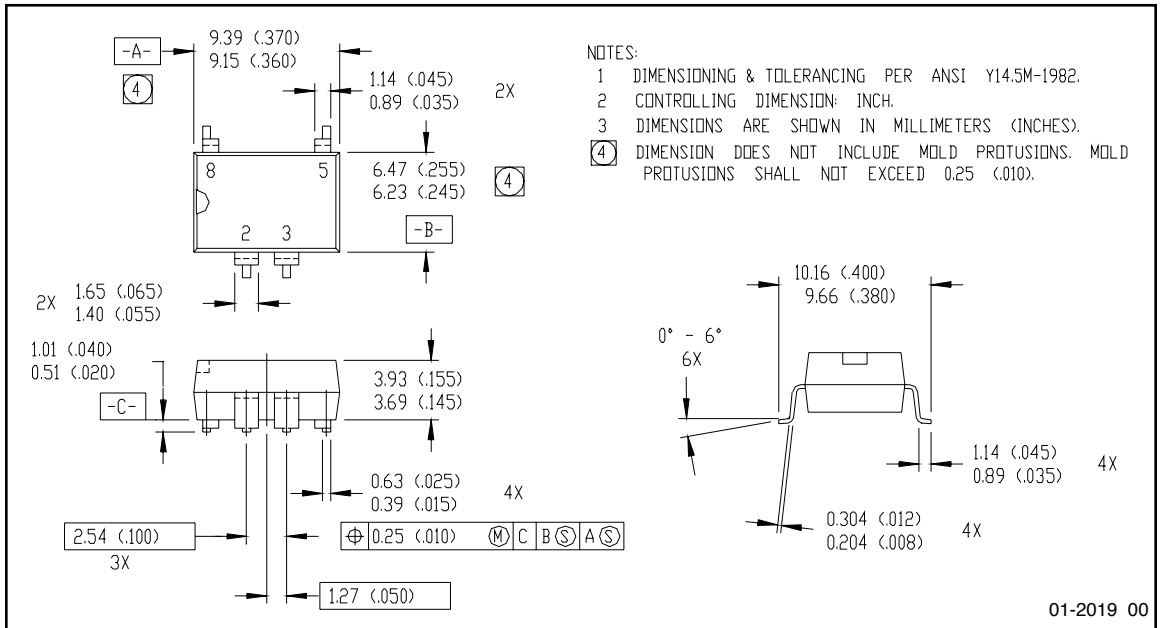 -A-
9.39 (.370)
9.15 (.360)
4
1.14 (.045)
0.89 (.035)
2X
8
5
6.47 (.255)
6.23 (.245)
4
2
3
-B-
2X
1.65 (.065)
1.40 (.055)
NOTES:
1 DIMENSIONING & TOLERANCING PER ANSI Y14.5M-1982.
2 CONTROLLING DIMENSION: INCH.
3 DIMENSIONS ARE SHOWN IN MILLIMETERS (INCHES).
4 DIMENSION DOES NOT INCLUDE MOLD PROTUSIONS. MOLD
PROTUSIONS SHALL NOT EXCEED 0.25 (.010).
1.01 (.040)
0.51 (.020)
-C-
3.93 (.155)
3.69 (.145)
0.63 (.025)
0.39 (.015)
4X
2.54 (.100)
3X
⌖ 0.25 (.010) Ⓜ C B Ⓢ A Ⓢ
1.27 (.050)
10.16 (.400)
9.66 (.380)
0° - 6°
6X
1.14 (.045)
0.89 (.035)
4X
0.304 (.012)
0.204 (.008)
4X
01-2019 00